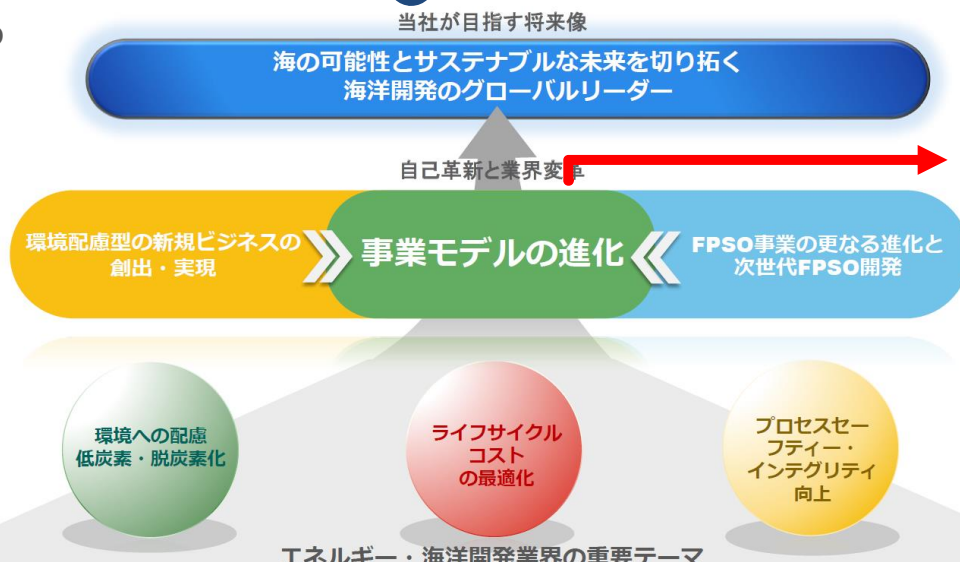 当社が目指す将来像
海の可能性とサステナブルな未来を切り拓く
海洋開発のグローバルリーダー
自己革新と業界変革
環境配慮型の新規ビジネスの
創出・実現
事業モデルの進化
FPSO事業の更なる進化と
次世代FPSO開発
環境への配慮
低炭素・脱炭素化
ライフサイクル
コスト
の最適化
プロセスセー
フティー・
インテグリティ
向上
エネルギー・海洋開発業界の重要テーマ